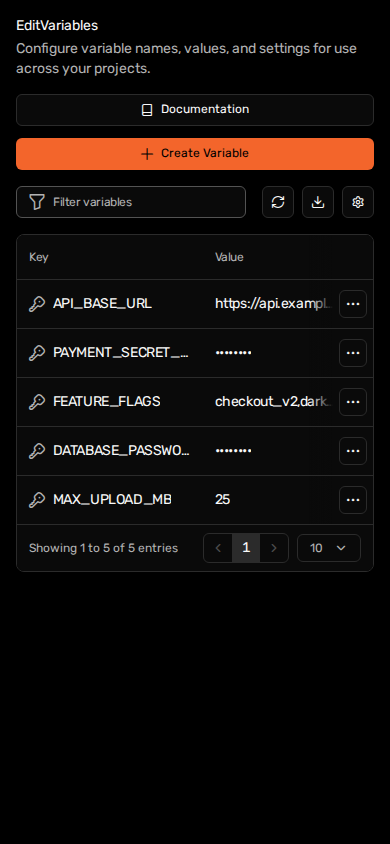 EditVariables
Configure variable names, values, and settings for use
across your projects.
Documentation
Create Variable
Filter variables
Key Value
API_BASE_URL https://api.exampl...
PAYMENT_SECRET_... ••••••••
FEATURE_FLAGS checkout_v2,dark...
DATABASE_PASSWO... ••••••••
MAX_UPLOAD_MB 25
Showing 1 to 5 of 5 entries 1 10